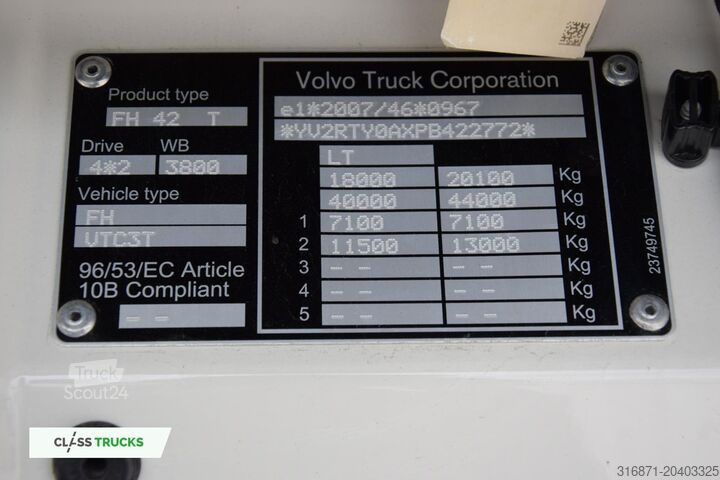 Product type
FH 42 T
Drive WB
4*2 3800
Vehicle type
FH
VTC3T
96/53/EC Article
10B Compliant
-- --
Volvo Truck Corporation
e1*2007/46*0967
*YV2RTY0AXPB422772*
LT
18000 20100 Kg
40000 44000 Kg
1 7100 7100 Kg
2 11500 13000 Kg
3 -- -- -- -- Kg
4 -- -- -- -- Kg
5 -- -- -- -- Kg
23749745
Truck
Scout24
CLASSTRUCKS
316871-20403325